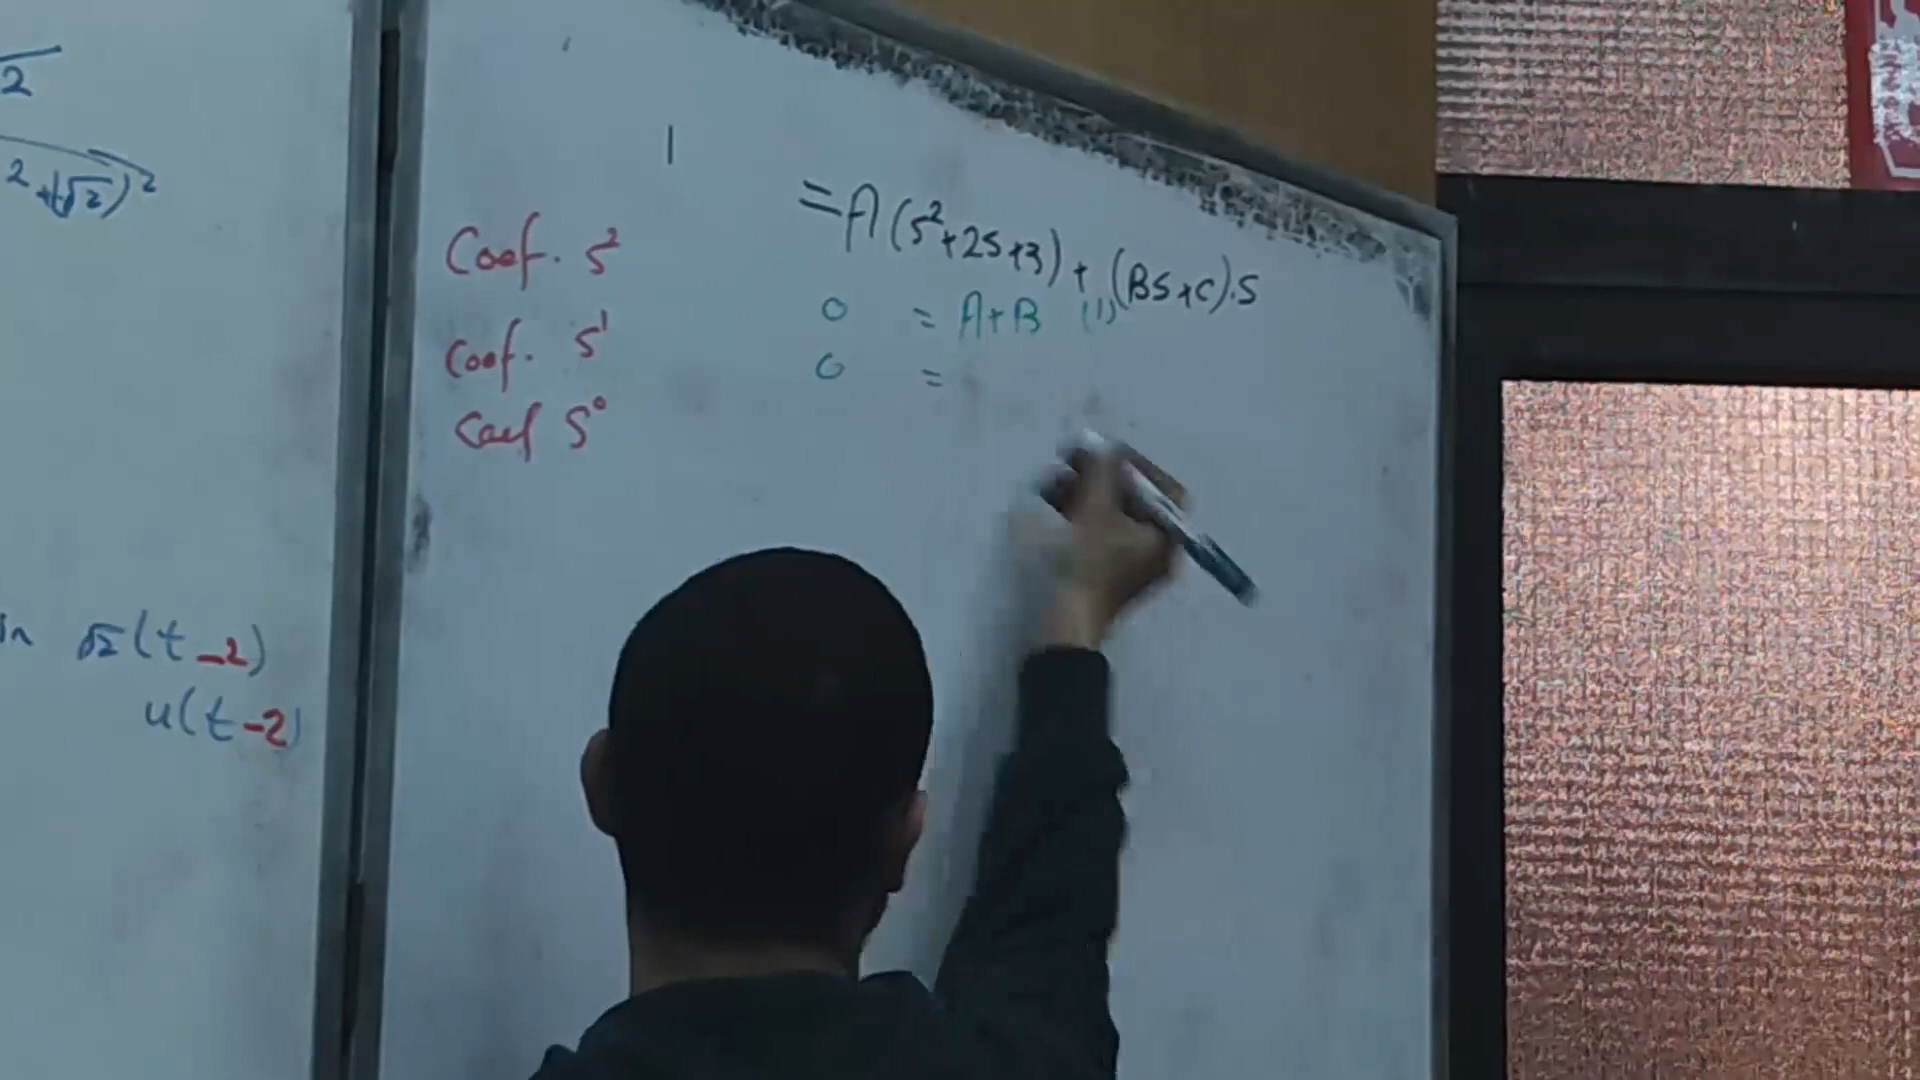 2
2+(√2)²
in √2(t-2)
u(t-2)
1 = A(s²+2s+3) + (Bs+c).s
Coef. s² 0 = A+B (1)
Coef. s¹ 0 =
Coef s⁰